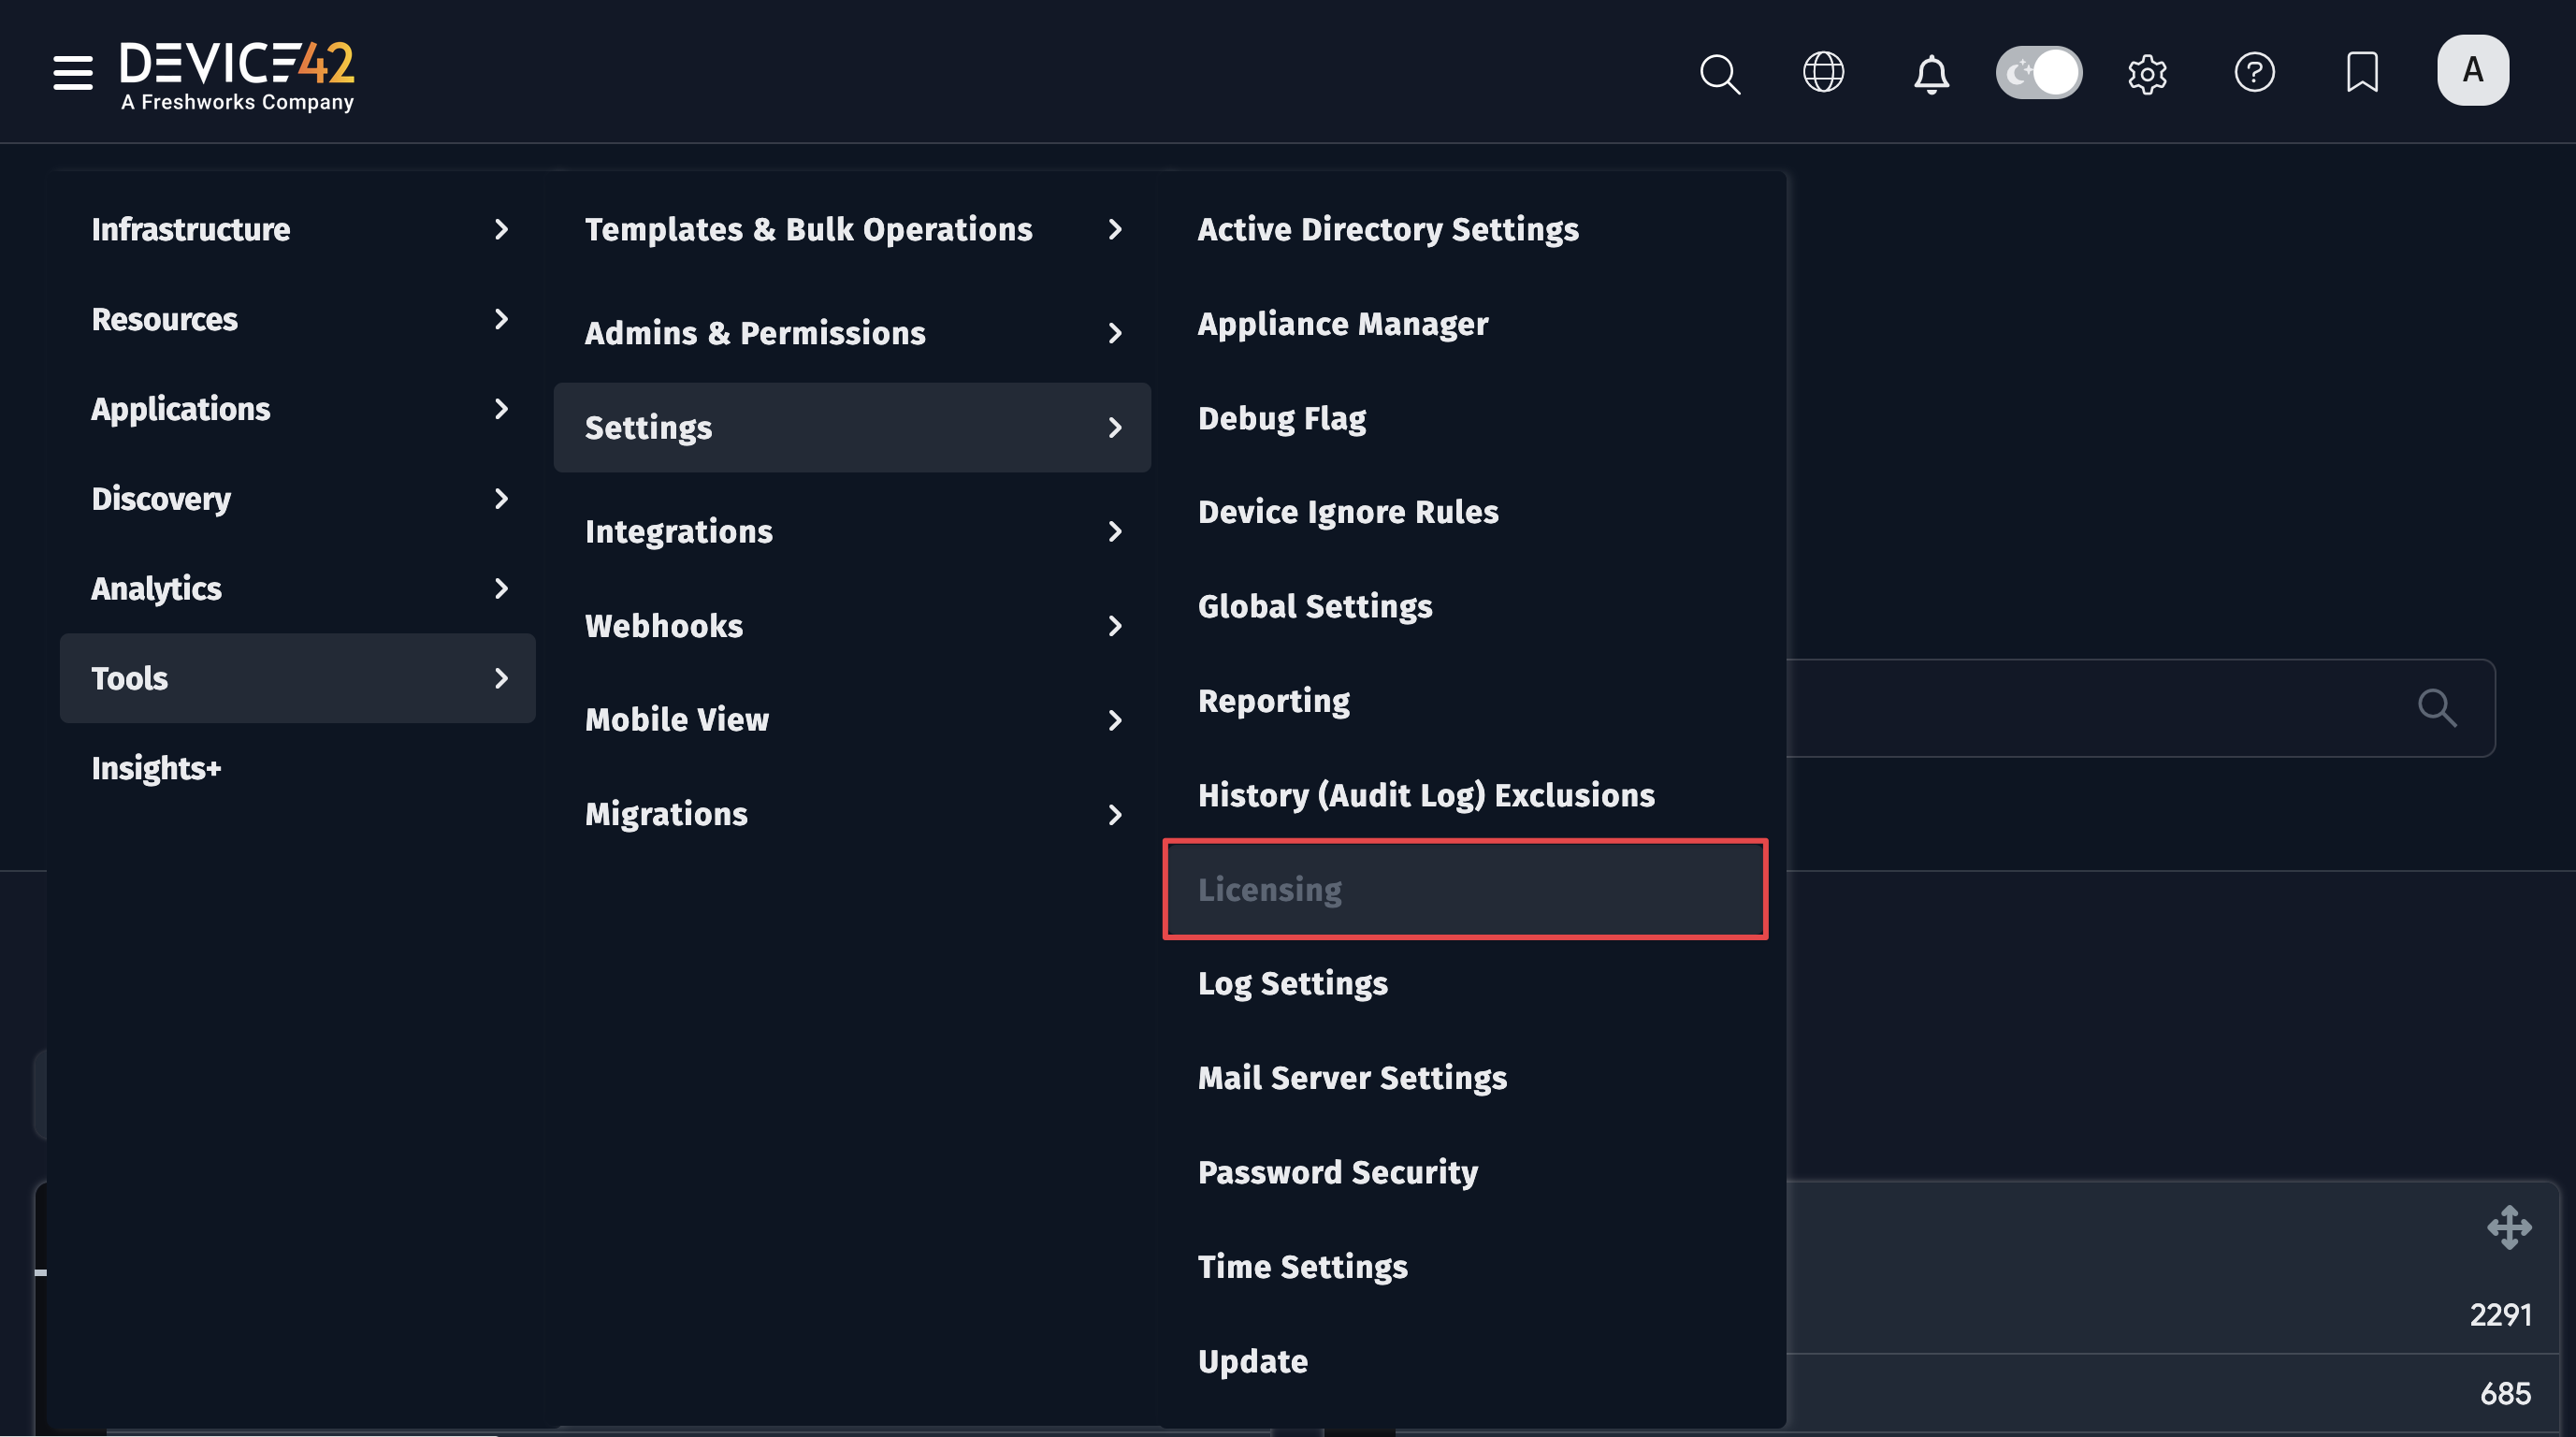 DEVICE42
A Freshworks Company
A
Infrastructure
Resources
Applications
Discovery
Analytics
Tools
Insights+
Templates & Bulk Operations
Admins & Permissions
Settings
Integrations
Webhooks
Mobile View
Migrations
Active Directory Settings
Appliance Manager
Debug Flag
Device Ignore Rules
Global Settings
Reporting
History (Audit Log) Exclusions
Licensing
Log Settings
Mail Server Settings
Password Security
Time Settings
Update
2291
685